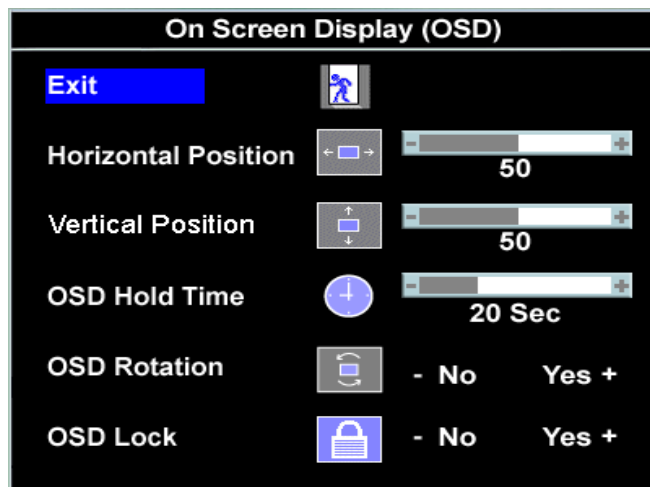 On Screen Display (OSD)
Exit
Horizontal Position - +
50
Vertical Position - +
50
OSD Hold Time - +
20 Sec
OSD Rotation - No Yes +
OSD Lock - No Yes +